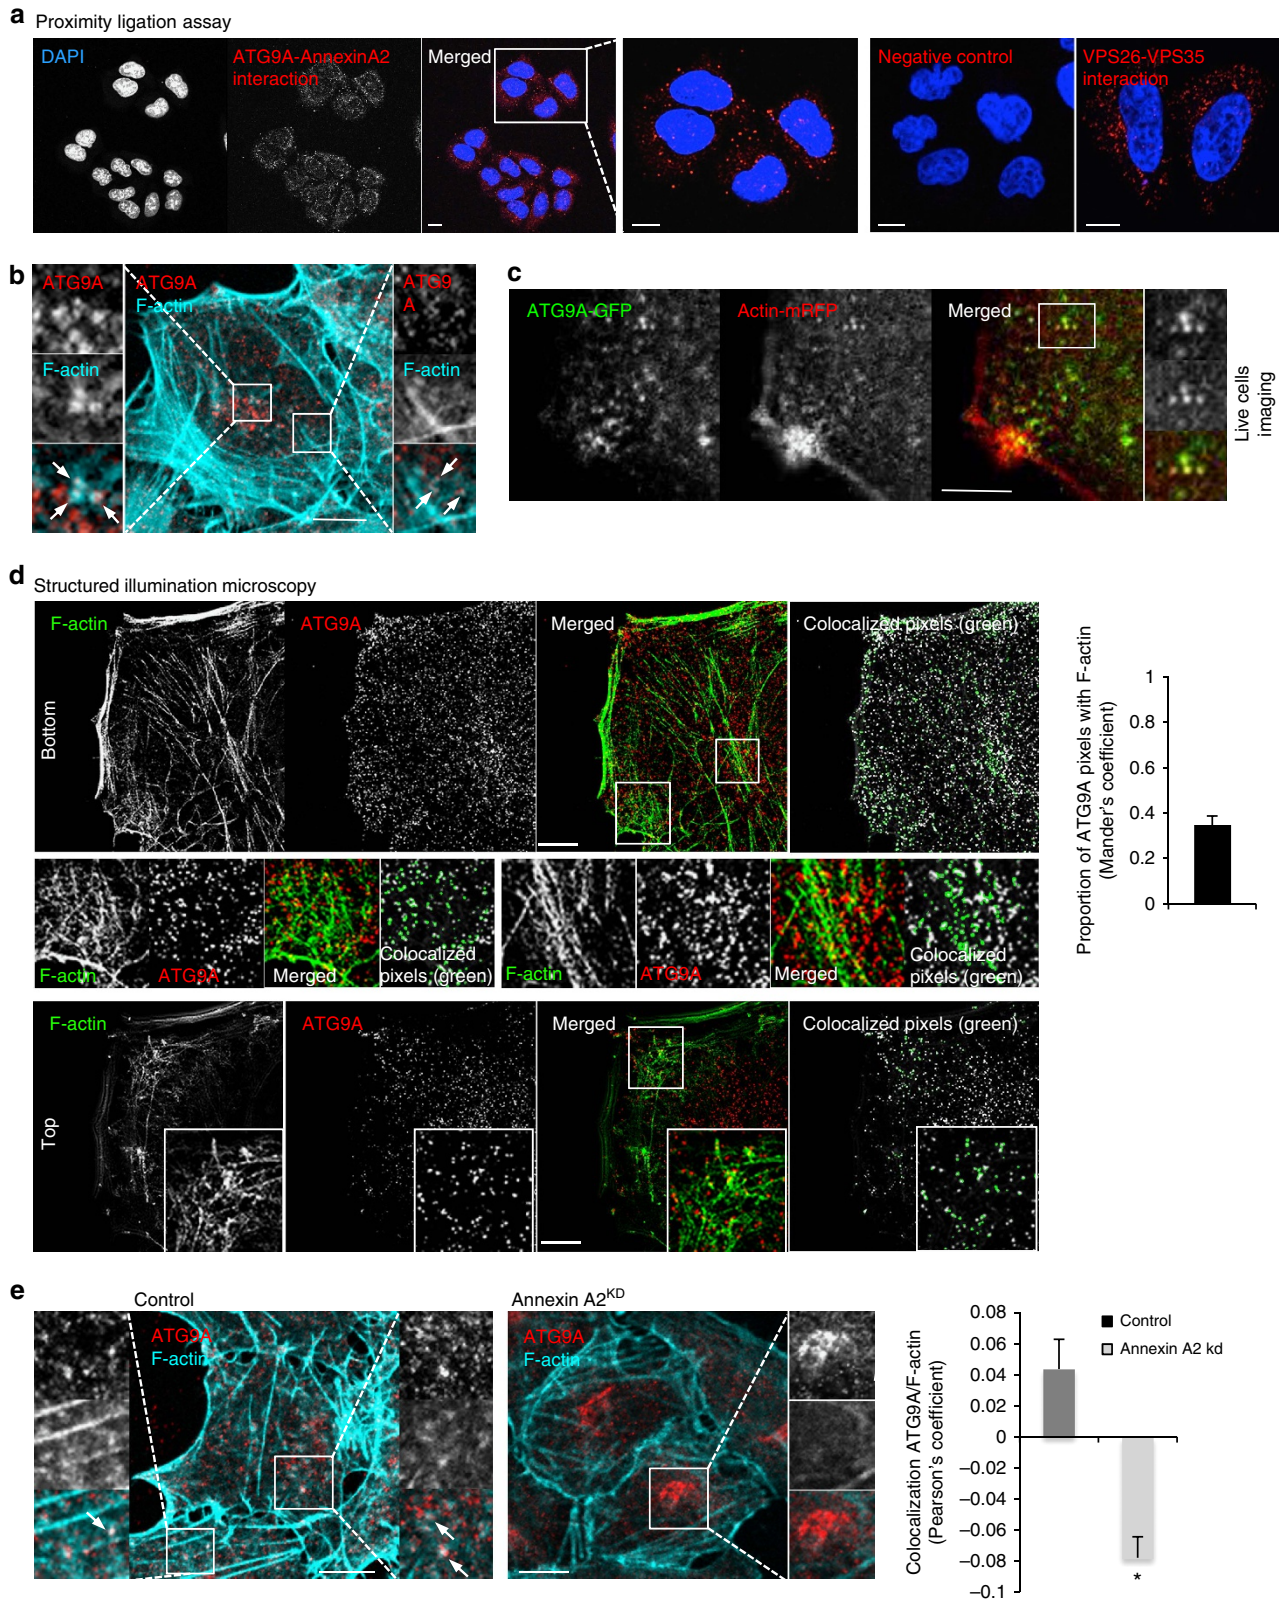 a
Proximity ligation assay
DAPI
ATG9A-AnnexinA2
interaction
Merged
Negative control
VPS26-VPS35
interaction
b
ATG9A
F-actin
ATG9A
F-actin
ATG9
A
F-actin
c
ATG9A-GFP
Actin-mRFP
Merged
Live cells
imaging
d
Structured illumination microscopy
Bottom
F-actin
ATG9A
Merged
Colocalized pixels (green)
F-actin
ATG9A
Merged
Colocalized
pixels (green)
F-actin
ATG9A
Merged
Colocalized
pixels (green)
Top
F-actin
ATG9A
Merged
Colocalized pixels (green)
Proportion of ATG9A pixels with F-actin
(Mander's coefficient)
1
0.8
0.6
0.4
0.2
0
e
Control
ATG9A
F-actin
Annexin A2KD
ATG9A
F-actin
Colocalization ATG9A/F-actin
(Pearson's coefficient)
0.08
0.06
0.04
0.02
0
–0.02
–0.04
–0.06
–0.08
–0.1
Control
Annexin A2 kd
*